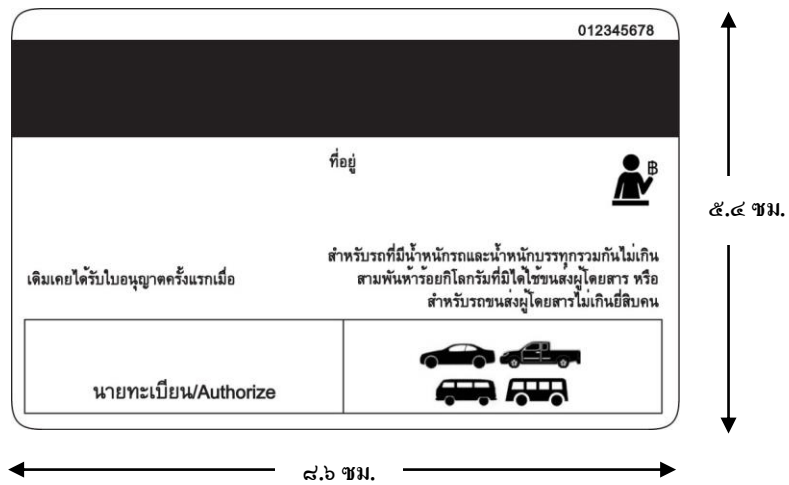 012345678
ที่อยู่
฿
๕.๔ ซม.
สำหรับรถที่มีน้ำหนักรถและน้ำหนักบรรทุกรวมกันไม่เกิน
เดิมเคยได้รับใบอนุญาตครั้งแรกเมื่อ
สามพันห้าร้อยกิโลกรัมที่มิได้ใช้ขนส่งผู้โดยสาร หรือ
สำหรับรถขนส่งผู้โดยสารไม่เกินยี่สิบคน
นายทะเบียน/Authorize
๘.๖ ซม.